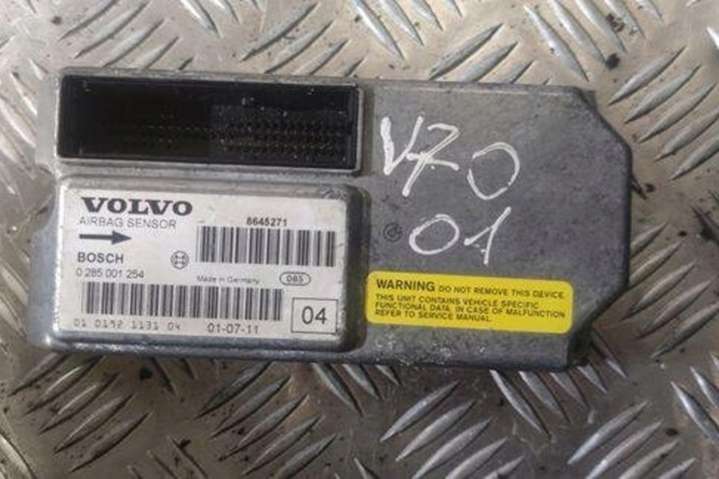 V70
01
VOLVO
AIRBAG SENSOR
8645271
BOSCH
0 285 001 254
Made in Germany
085
01 0192 1131 04
01-07-11
04
WARNING DO NOT REMOVE THIS DEVICE.
THIS UNIT CONTAINS VEHICLE SPECIFIC
FUNCTIONAL DATA. IN CASE OF MALFUNCTION
REFER TO SERVICE MANUAL.